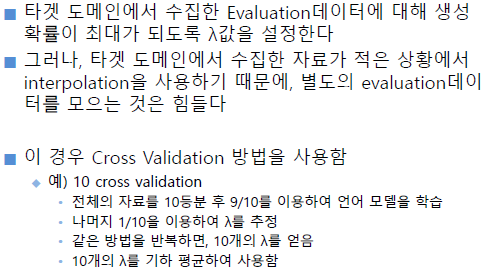 타겟 도메인에서 수집한 Evaluation데이터에 대해 생성
확률이 최대가 되도록 λ값을 설정한다
그러나, 타겟 도메인에서 수집한 자료가 적은 상황에서
interpolation을 사용하기 때문에, 별도의 evaluation데이
터를 모으는 것은 힘들다
이 경우 Cross Validation 방법을 사용함
예) 10 cross validation
전체의 자료를 10등분 후 9/10를 이용하여 언어 모델을 학습
나머지 1/10을 이용하여 λ를 추정
같은 방법을 반복하면, 10개의 λ를 얻음
10개의 λ를 기하 평균하여 사용함